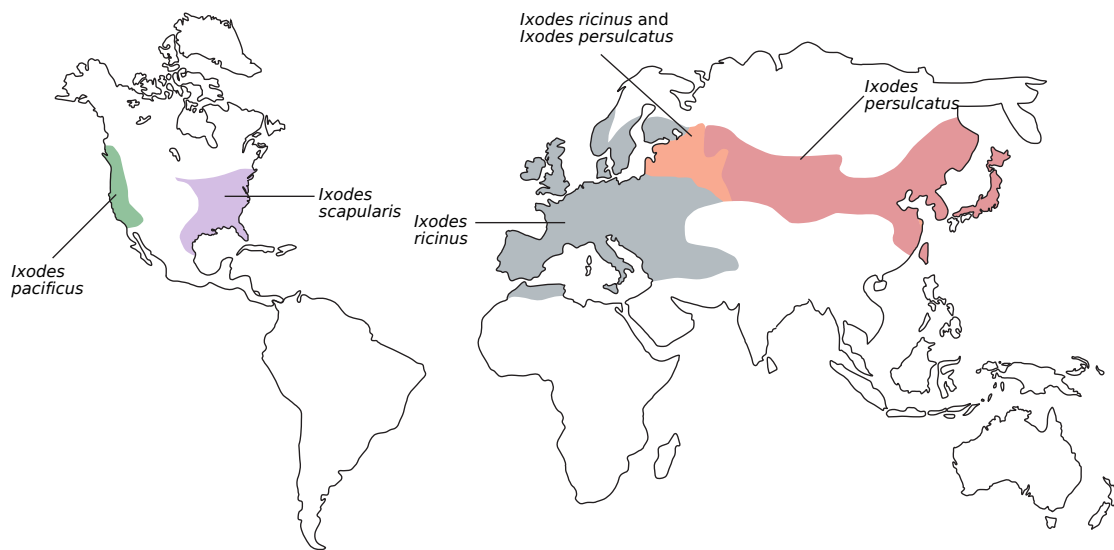 Ixodes ricinus and
Ixodes persulcatus
Ixodes
persulcatus
Ixodes
scapularis
Ixodes
ricinus
Ixodes
pacificus